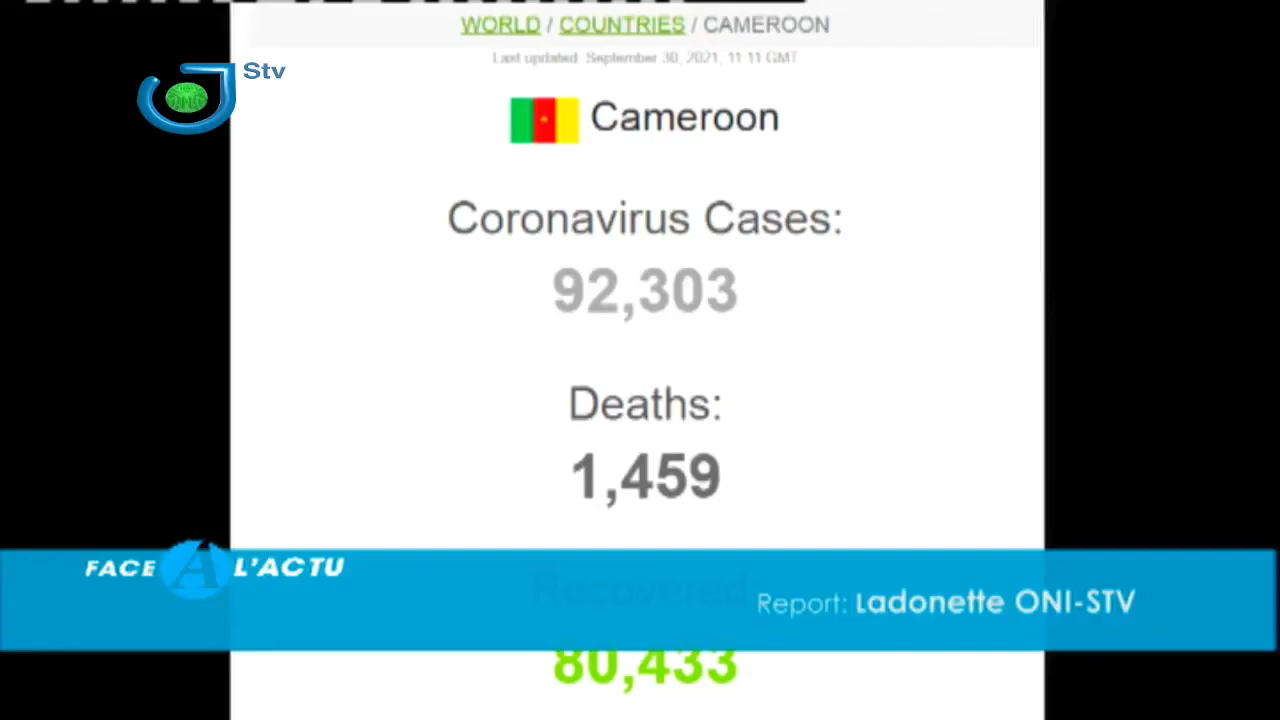 WORLD / COUNTRIES / CAMEROON
Last updated: September 30, 2021, 11:11 GMT
Stv
Cameroon
Coronavirus Cases:
92,303
Deaths:
1,459
FACE A L'ACTU
Recovered:
Report: Ladonette ONI-STV
80,433